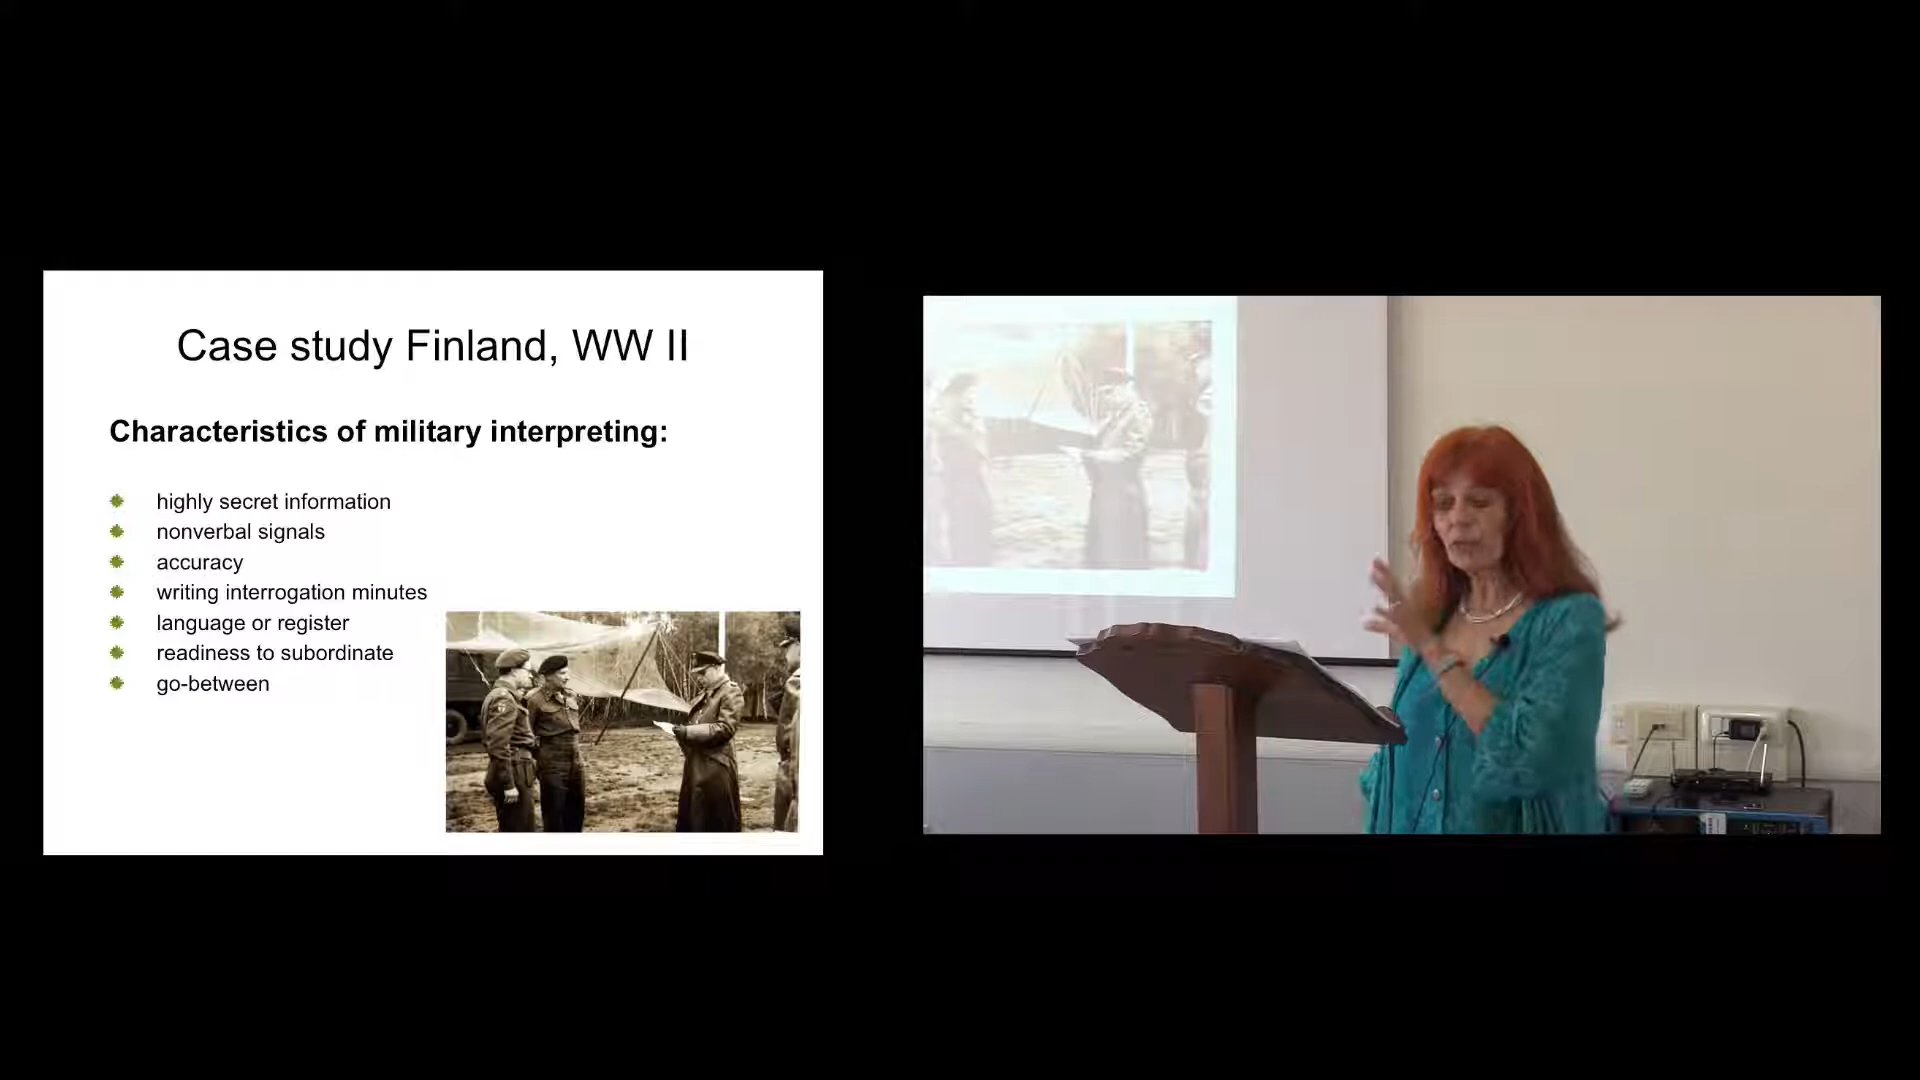 Case study Finland, WW II
Characteristics of military interpreting:
highly secret information
nonverbal signals
accuracy
writing interrogation minutes
language or register
readiness to subordinate
go-between